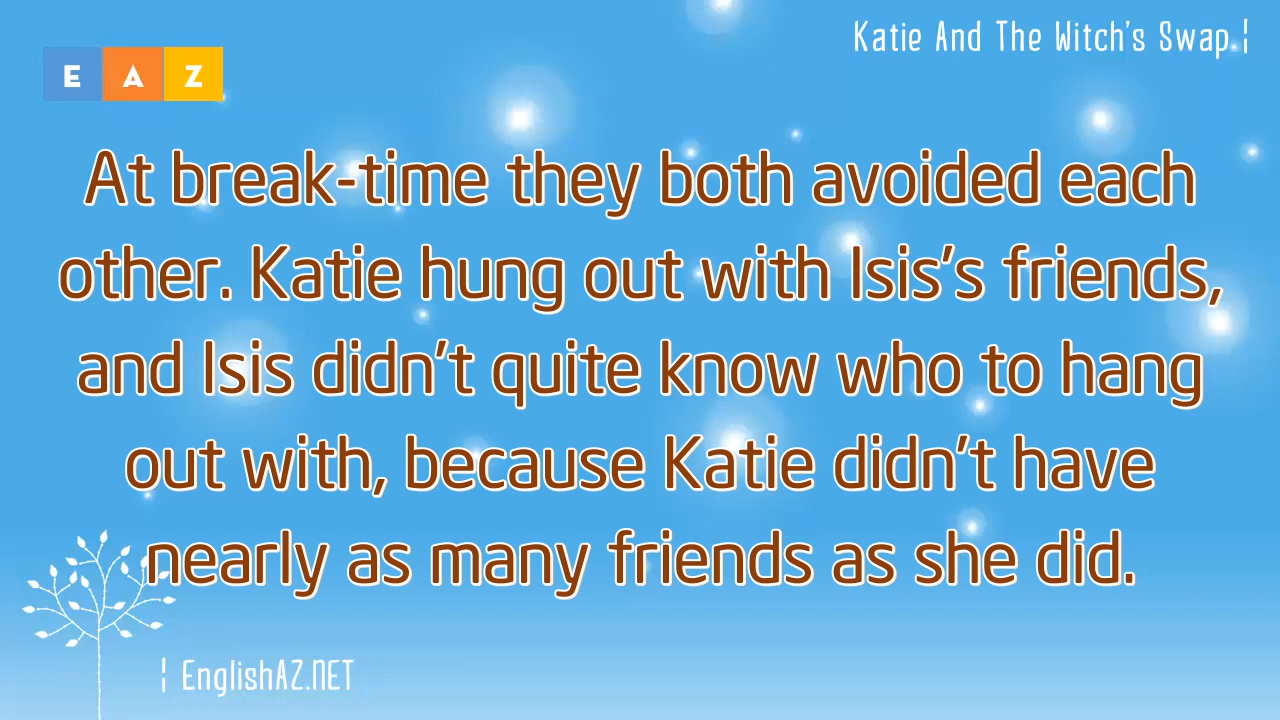 E A Z
Katie And The Witch's Swap ¦
At break-time they both avoided each
other. Katie hung out with Isis's friends,
and Isis didn't quite know who to hang
out with, because Katie didn't have
nearly as many friends as she did.
¦ EnglishAZ.NET